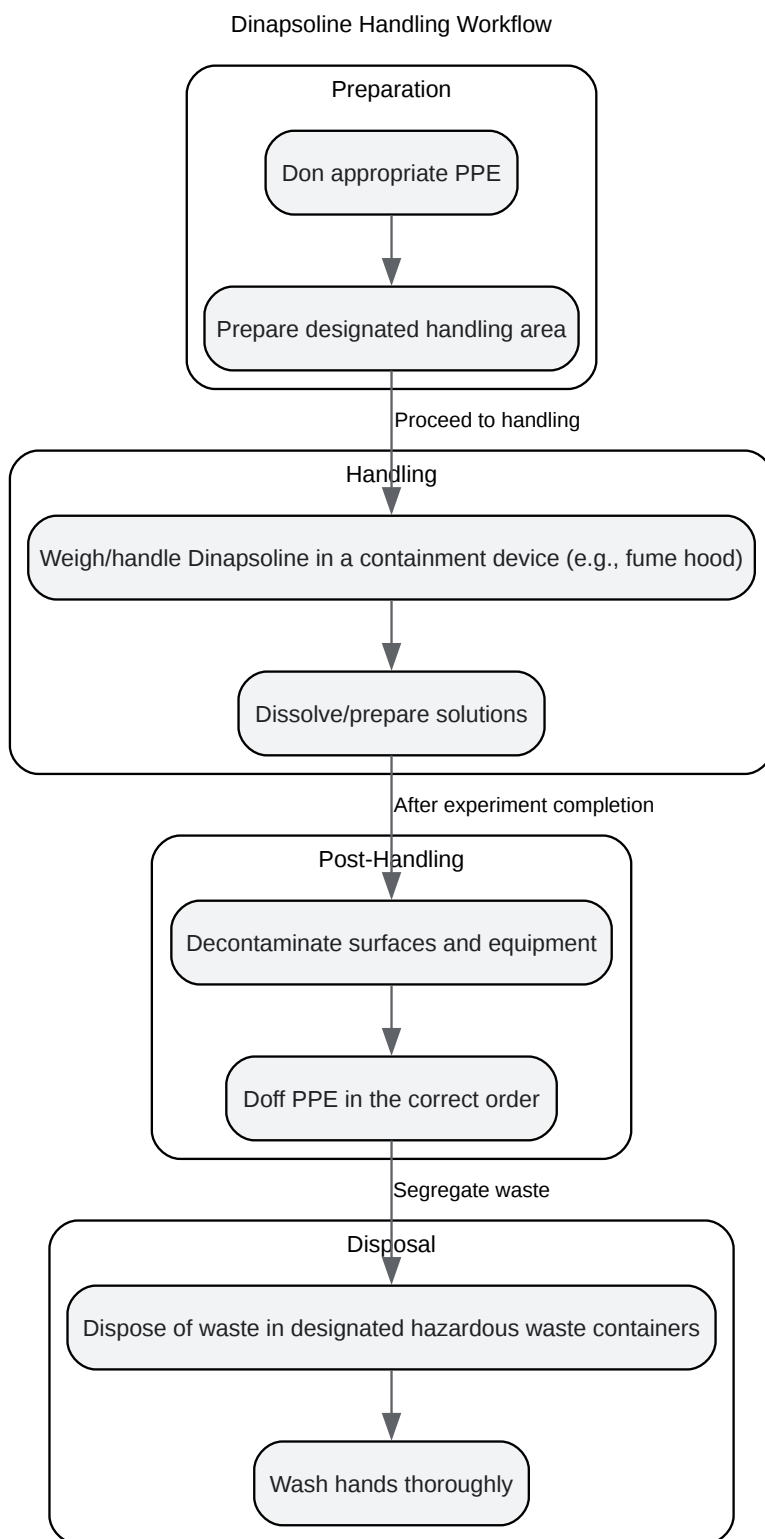 Dinapsoline Handling Workflow
Preparation
Don appropriate PPE
Prepare designated handling area
Proceed to handling
Handling
Weigh/handle Dinapsoline in a containment device (e.g., fume hood)
Dissolve/prepare solutions
After experiment completion
Post-Handling
Decontaminate surfaces and equipment
Doff PPE in the correct order
Segregate waste
Disposal
Dispose of waste in designated hazardous waste containers
Wash hands thoroughly